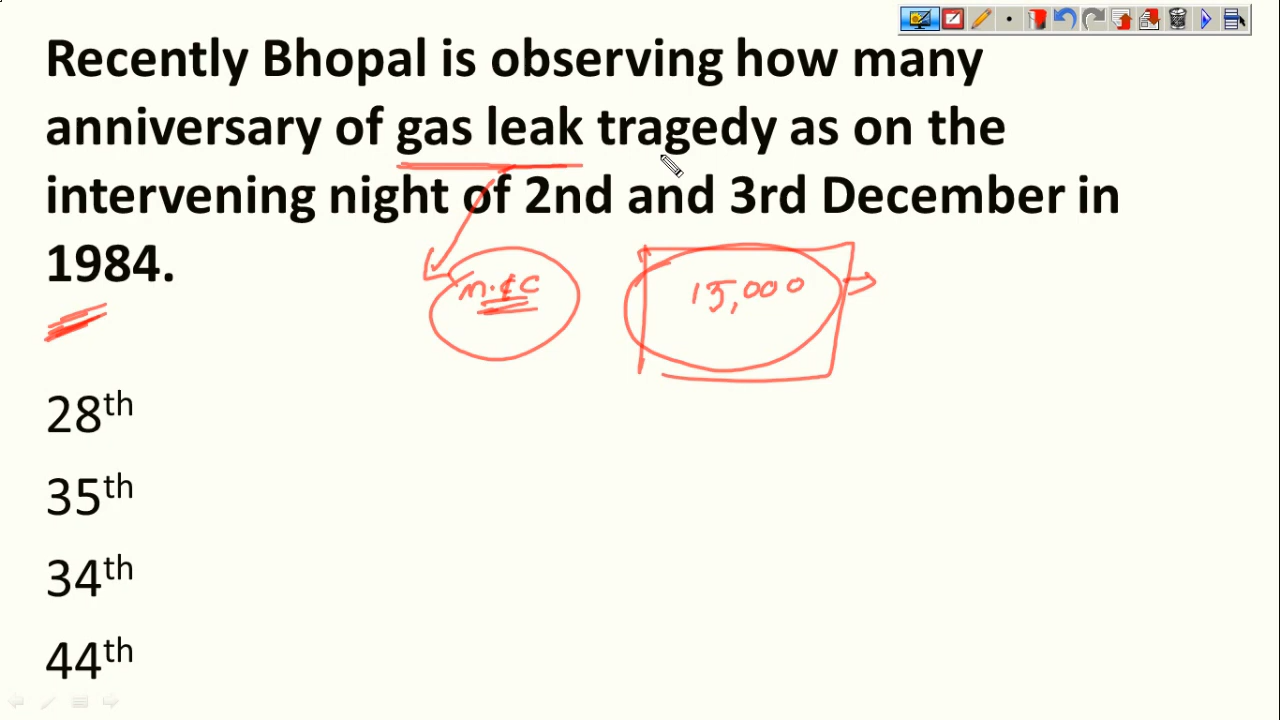 Recently Bhopal is observing how many
anniversary of gas leak tragedy as on the
intervening night of 2nd and 3rd December in
1984.
M.I.C 15,000
28th
35th
34th
44th